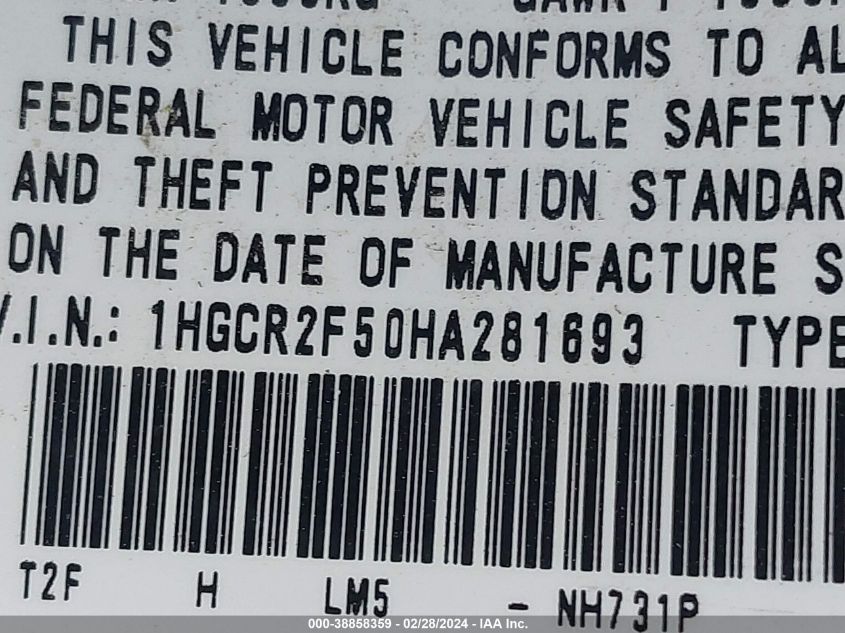 THIS VEHICLE CONFORMS TO AL
FEDERAL MOTOR VEHICLE SAFETY
AND THEFT PREVENTION STANDAR
ON THE DATE OF MANUFACTURE S
V.I.N.: 1HGCR2F50HA281693 TYPE
T2F H LM5 - NH731P
000-38858359 - 02/28/2024 - IAA Inc.